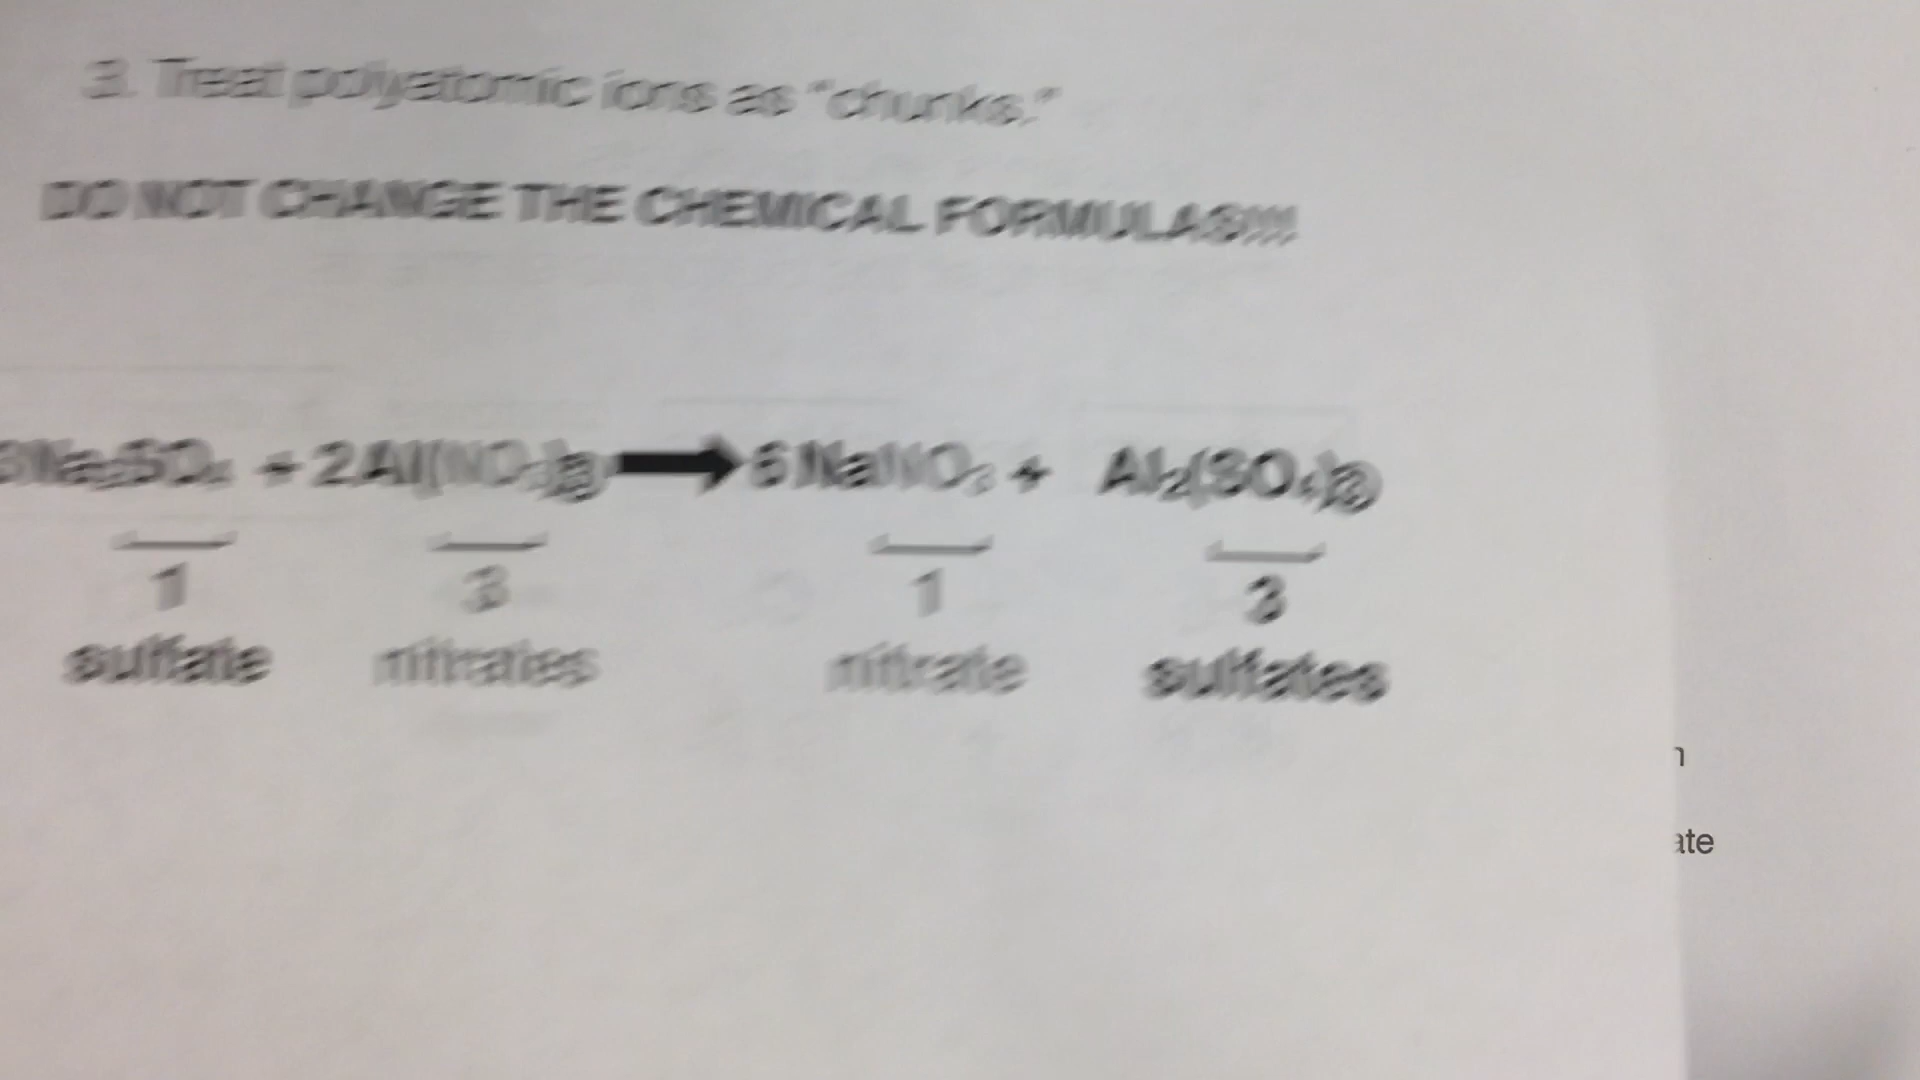 3. Treat polyatomic ions as "chunks."
DO NOT CHANGE THE CHEMICAL FORMULAS!!!
3Na₂SO₄ + 2Al(NO₃)₃ → 6NaNO₃ + Al₂(SO₄)₃
1 3 1 3
sulfate nitrates nitrate sulfates